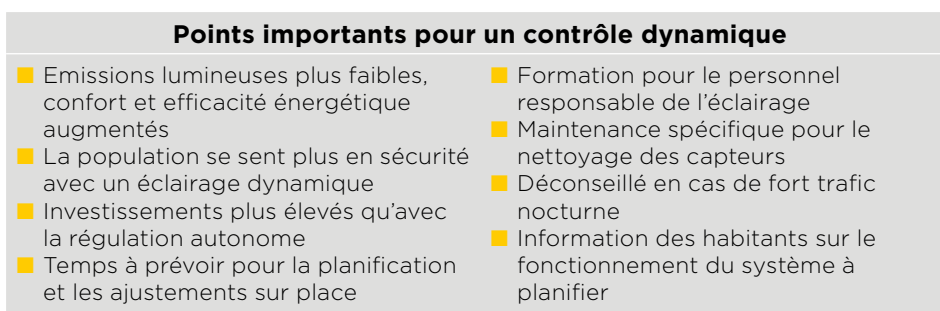 Points importants pour un contrôle dynamique
■ Emissions lumineuses plus faibles,
confort et efficacité énergétique
augmentés
■ La population se sent plus en sécurité
avec un éclairage dynamique
■ Investissements plus élevés qu’avec
la régulation autonome
■ Temps à prévoir pour la planification
et les ajustements sur place
■ Formation pour le personnel
responsable de l’éclairage
■ Maintenance spécifique pour le
nettoyage des capteurs
■ Déconseillé en cas de fort trafic
nocturne
■ Information des habitants sur le
fonctionnement du système à
planifier